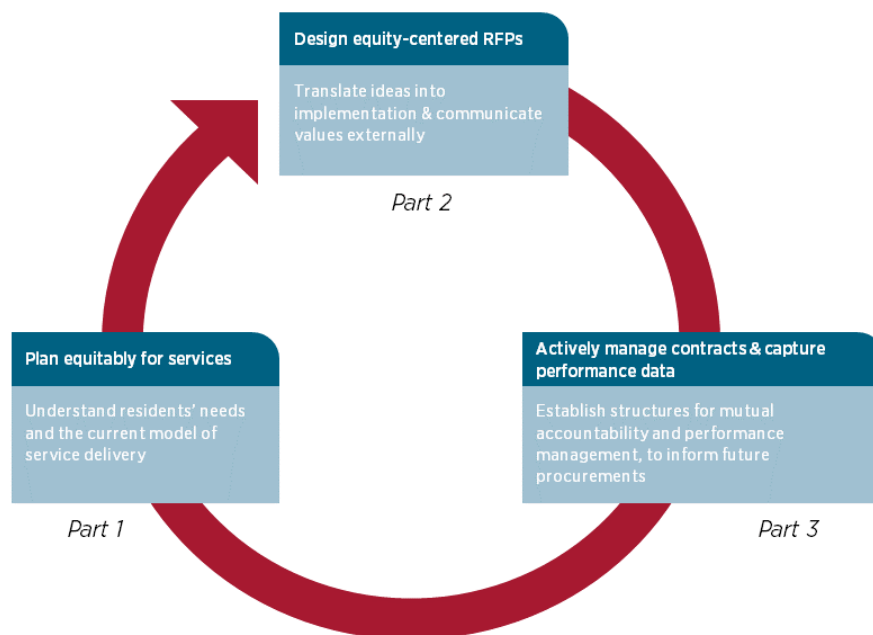 Design equity-centered RFPs
Translate ideas into
implementation & communicate
values externally
Part 2
Plan equitably for services
Understand residents' needs
and the current model of
service delivery
Part 1
Actively manage contracts & capture
performance data
Establish structures for mutual
accountability and performance
management, to inform future
procurements
Part 3